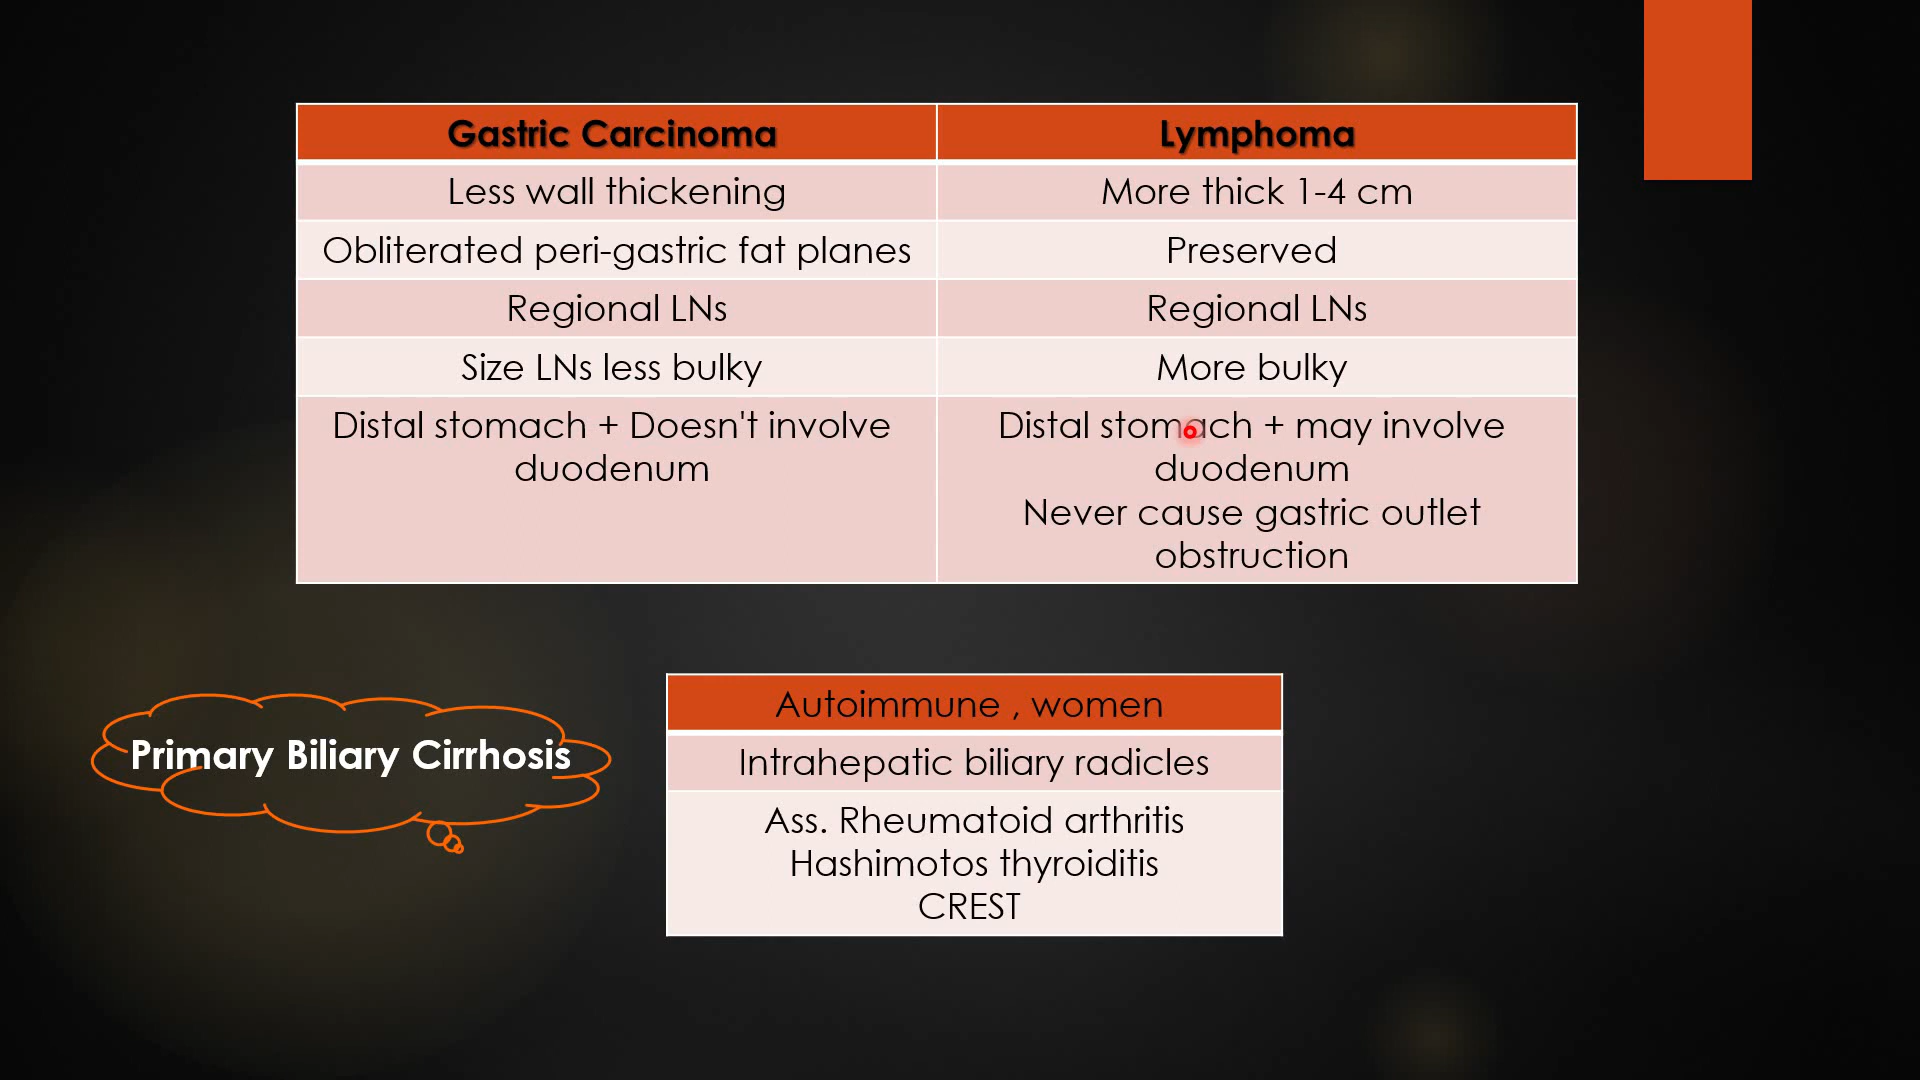 Gastric Carcinoma
Lymphoma
Less wall thickening
More thick 1-4 cm
Obliterated peri-gastric fat planes
Preserved
Regional LNs
Regional LNs
Size LNs less bulky
More bulky
Distal stomach + Doesn't involve
duodenum
Distal stomach + may involve
duodenum
Never cause gastric outlet
obstruction
Primary Biliary Cirrhosis
Autoimmune , women
Intrahepatic biliary radicles
Ass. Rheumatoid arthritis
Hashimotos thyroiditis
CREST